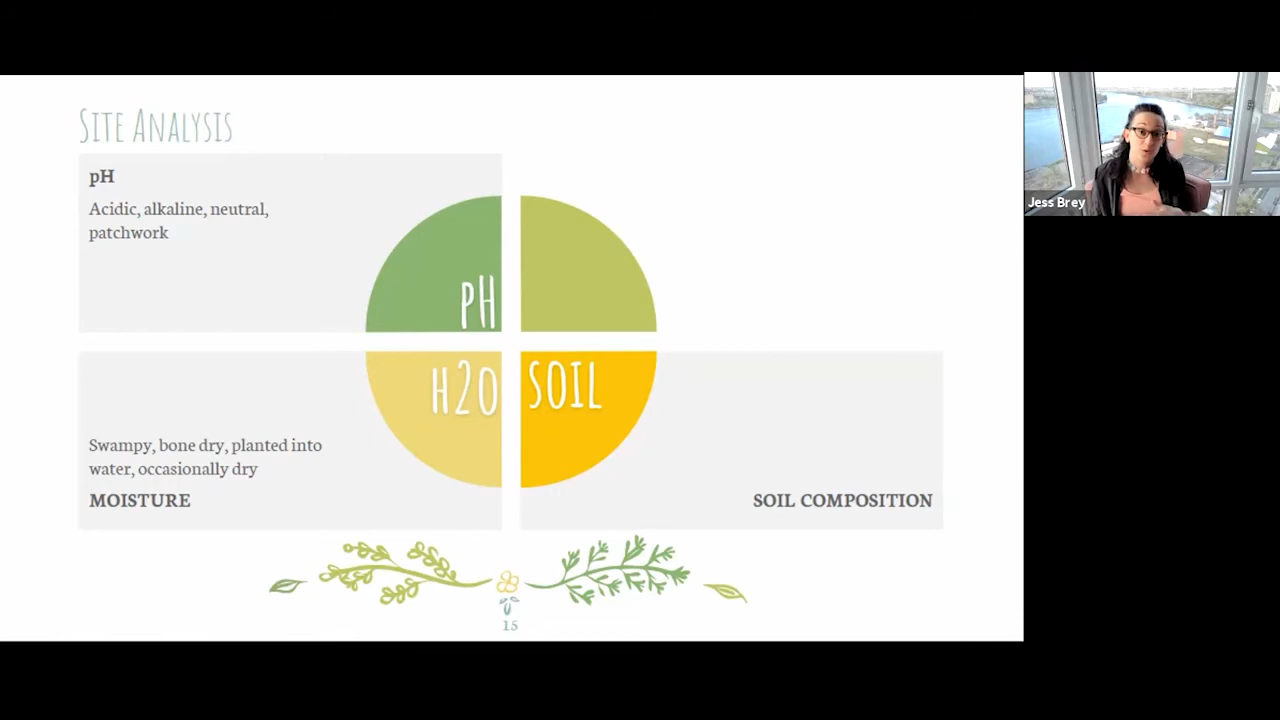 Site Analysis
pH
Acidic, alkaline, neutral,
patchwork
pH
H2O
SOIL
Swampy, bone dry, planted into
water, occasionally dry
MOISTURE
SOIL COMPOSITION
15
Jess Brey